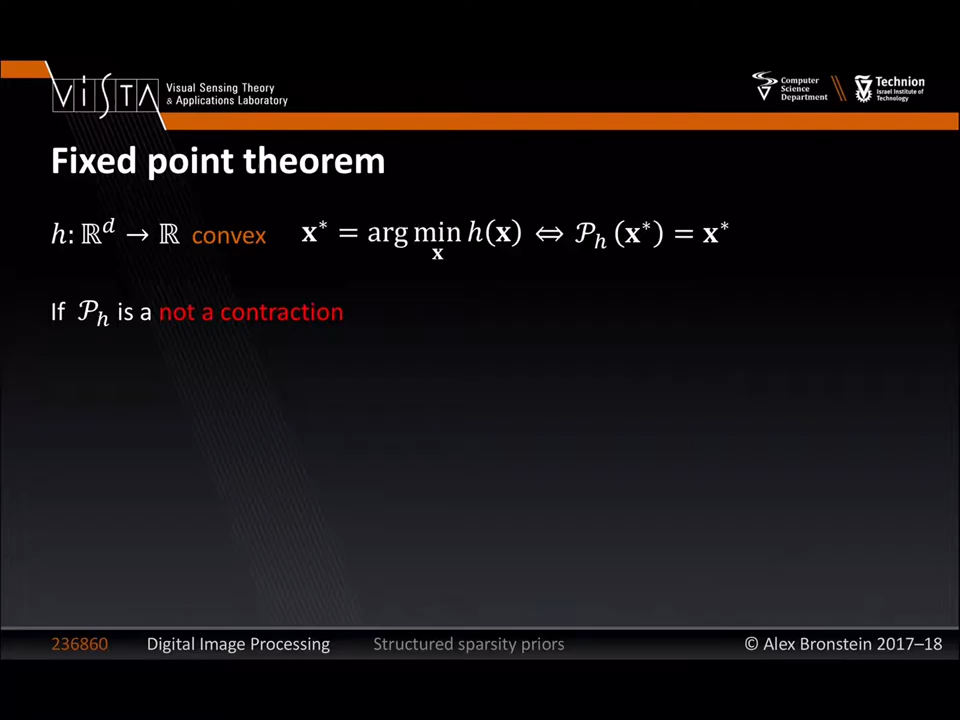 ViSTA
Visual Sensing Theory
& Applications Laboratory
Computer
Science
Department
Technion
Israel Institute of
Technology
Fixed point theorem
ℎ: ℝ^𝑑 → ℝ convex 𝐱* = arg min_𝐱 ℎ(𝐱) ⇔ 𝒫_ℎ (𝐱*) = 𝐱*
If 𝒫_ℎ is a not a contraction
236860 Digital Image Processing Structured sparsity priors © Alex Bronstein 2017–18